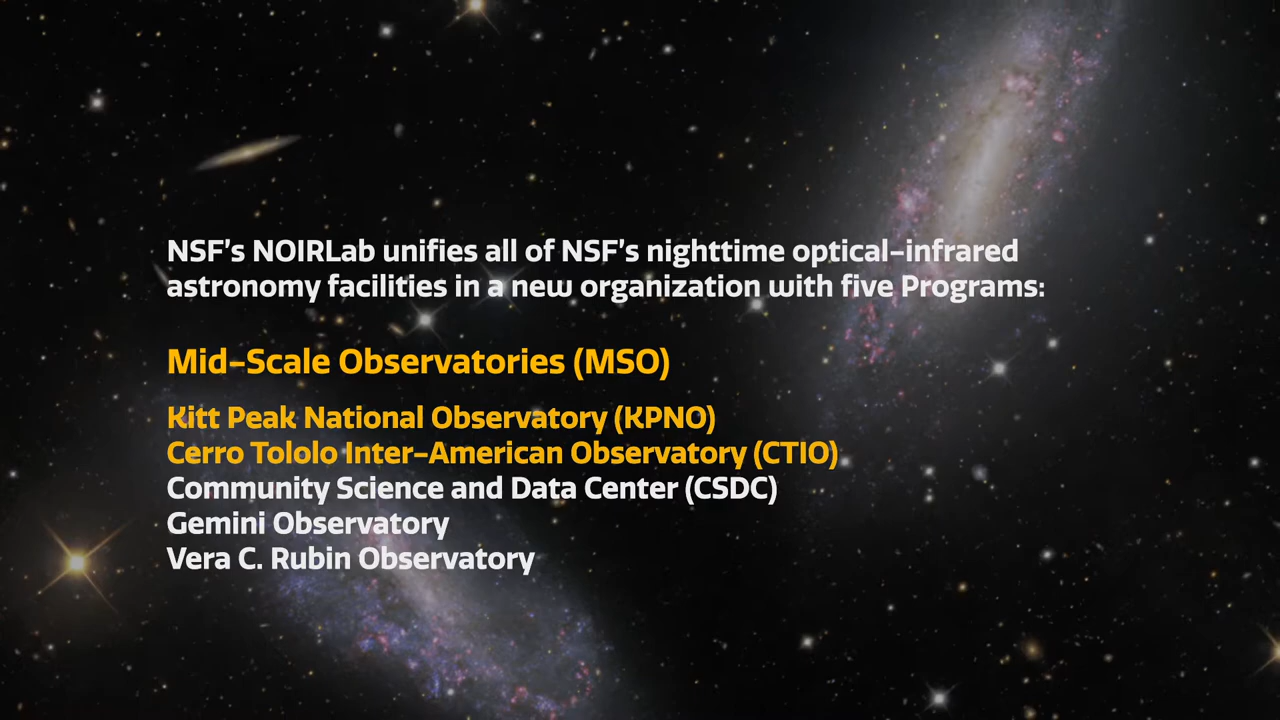 NSF's NOIRLab unifies all of NSF's nighttime optical-infrared
astronomy facilities in a new organization with five Programs:
Mid-Scale Observatories (MSO)
Kitt Peak National Observatory (KPNO)
Cerro Tololo Inter-American Observatory (CTIO)
Community Science and Data Center (CSDC)
Gemini Observatory
Vera C. Rubin Observatory